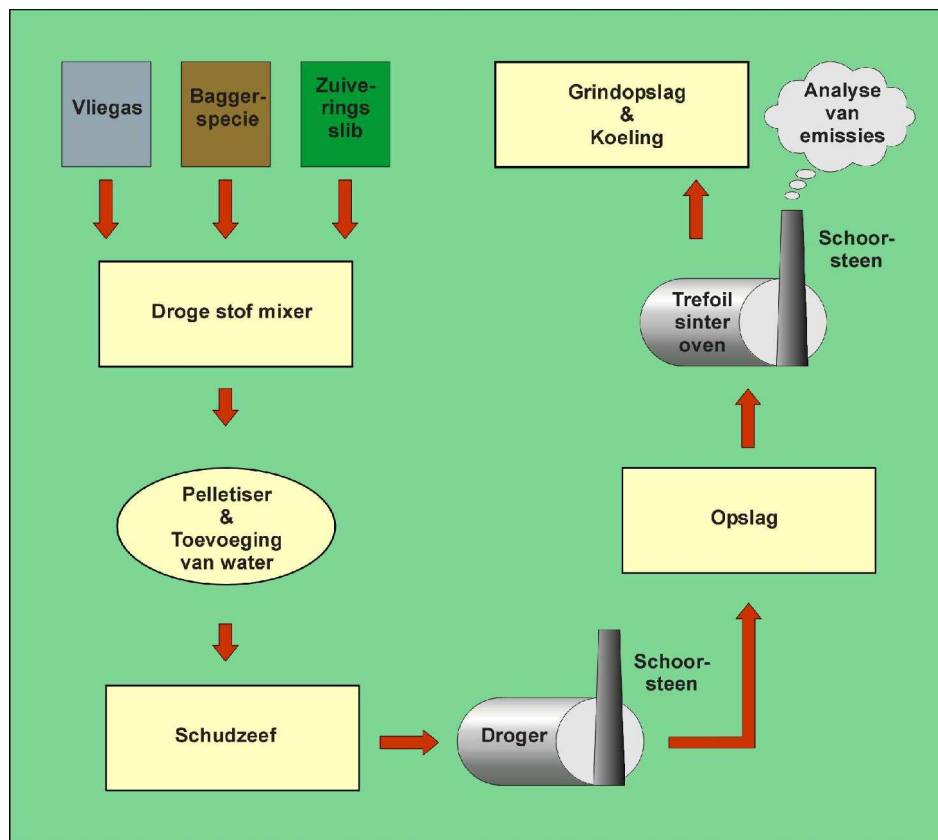 Vliegas
Bagger-
specie
Zuive-
rings
slib
Droge stof mixer
Pelletiser
&
Toevoeging
van water
Schudzeef
Droger
Schoor-
steen
Opslag
Trefoil
sinter
oven
Schoor-
steen
Analyse
van
emissies
Grindopslag
&
Koeling